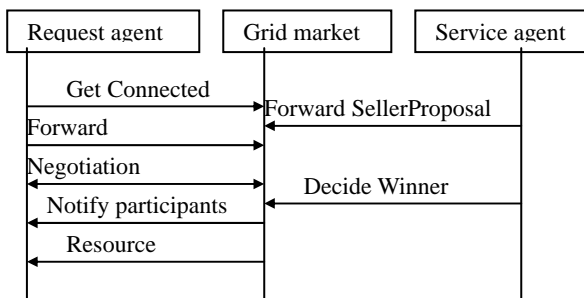 Request agent
Grid market
Service agent
Get Connected
Forward SellerProposal
Forward
Negotiation
Decide Winner
Notify participants
Resource